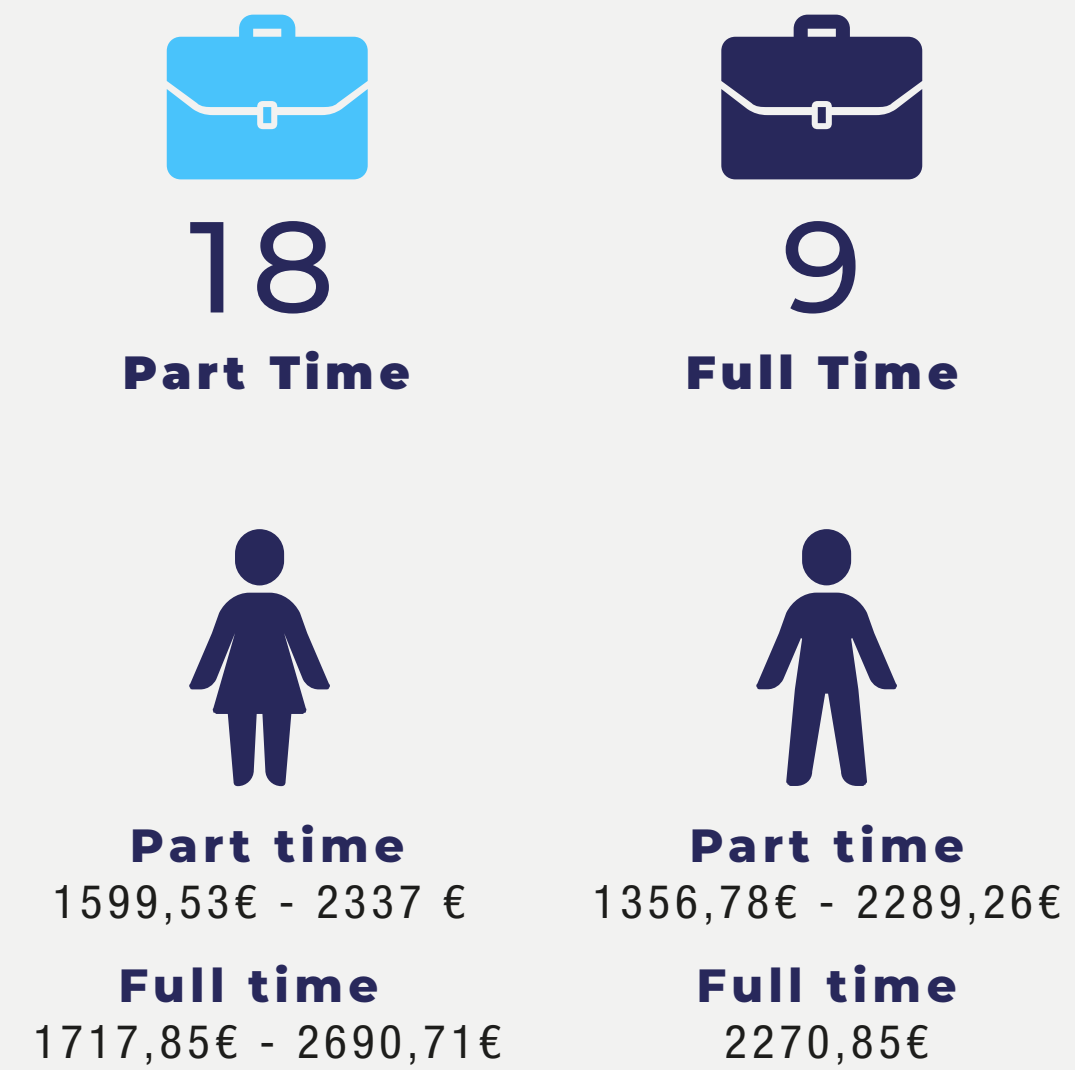 18
Part Time
9
Full Time
Part time
1599,53€ - 2337 €
Full time
1717,85€ - 2690,71€
Part time
1356,78€ - 2289,26€
Full time
2270,85€